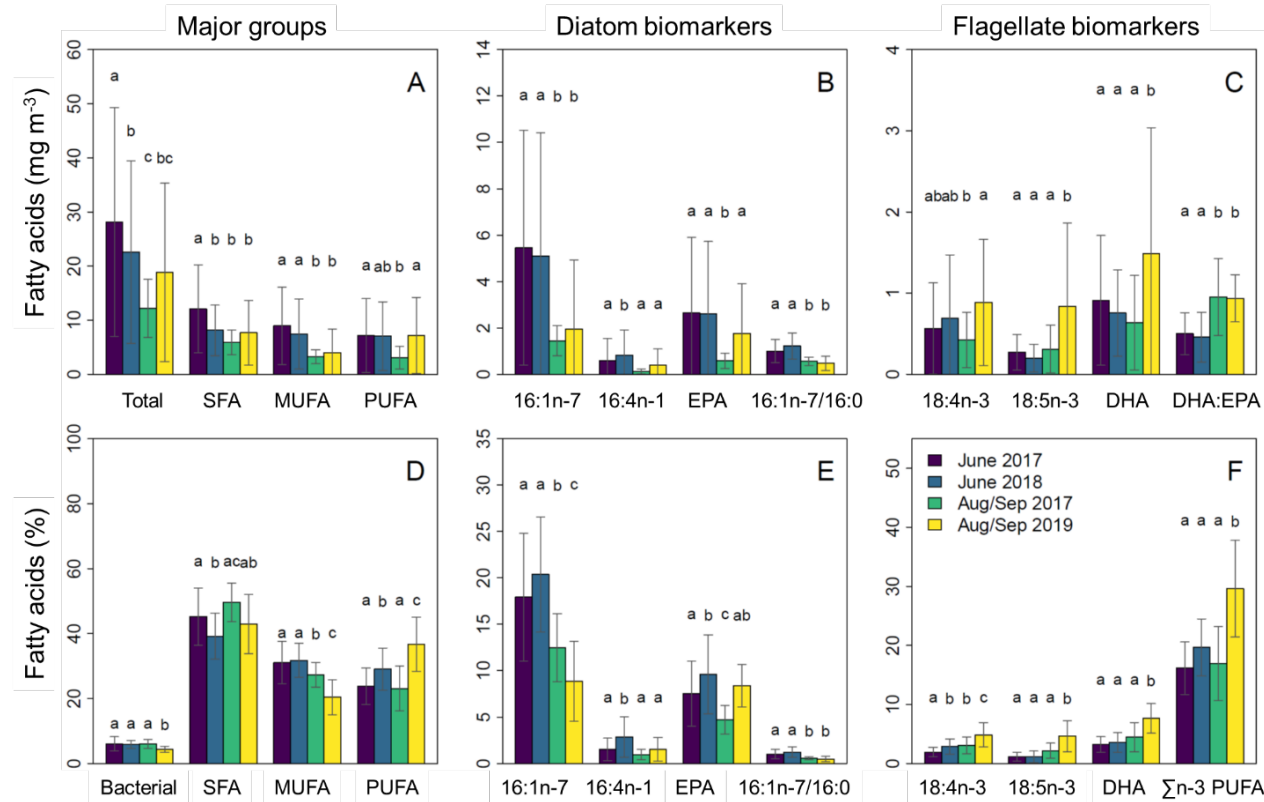 Major groups
Diatom biomarkers
Flagellate biomarkers
Fatty acids (mg m⁻³)
60
50
40
30
20
10
0
A
a
b
c bc
a b b b
a a b b
a ab b a
Total SFA MUFA PUFA
14
12
10
8
6
4
2
0
B
a a b b
a b a a
a a b a
a a b b
16:1n-7 16:4n-1 EPA 16:1n-7/16:0
4
3
2
1
0
C
ab ab b a
a a a b
a a a b
a a b b
18:4n-3 18:5n-3 DHA DHA:EPA
Fatty acids (%)
100
80
60
40
20
0
D
a a a b
a b ac ab
a a b c
a b a c
Bacterial SFA MUFA PUFA
35
30
25
20
15
10
5
0
E
a a b c
a b a a
a b c ab
a a b b
16:1n-7 16:4n-1 EPA 16:1n-7/16:0
50
40
30
20
10
0
F
June 2017
June 2018
Aug/Sep 2017
Aug/Sep 2019
a b b c
a a a b
a a a b
a a a b
18:4n-3 18:5n-3 DHA ∑n-3 PUFA